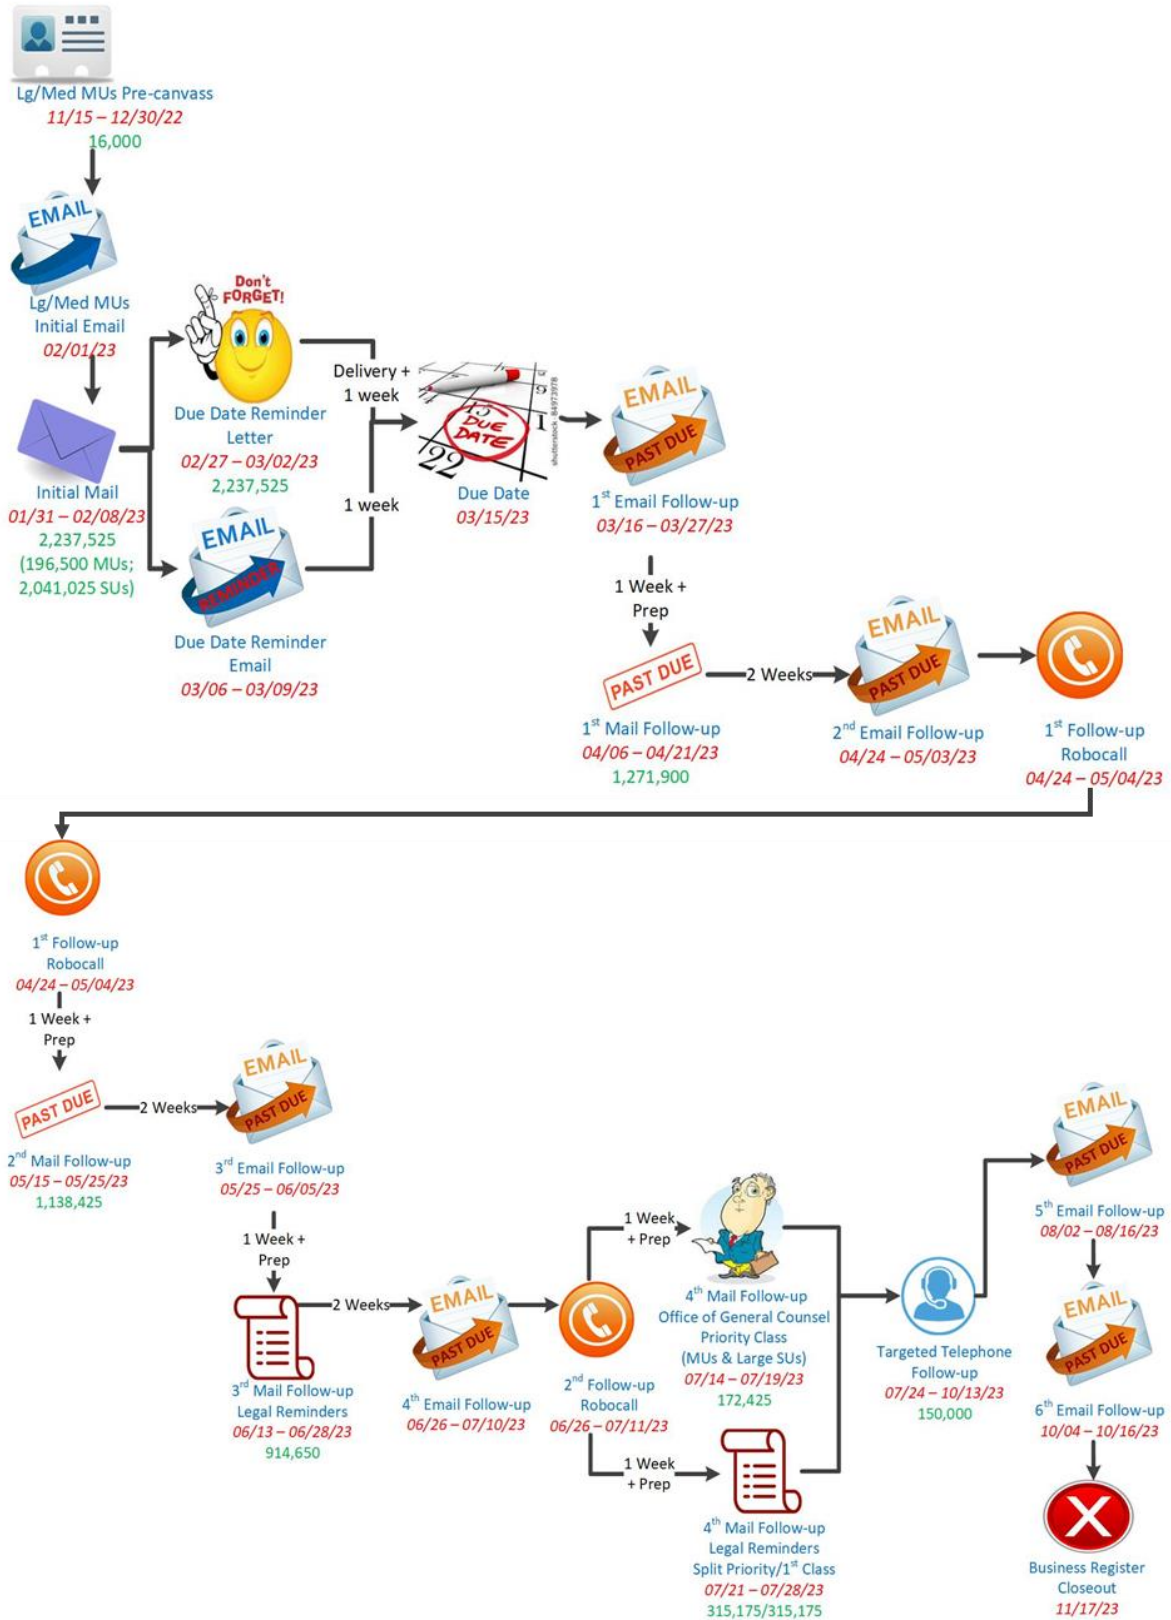 Lg/Med MUs Pre-canvass
11/15 – 12/30/22
16,000
EMAIL
Lg/Med MUs
Initial Email
02/01/23
Initial Mail
01/31 – 02/08/23
2,237,525
(196,500 MUs;
2,041,025 SUs)
Don't
FORGET!
Due Date Reminder
Letter
02/27 – 03/02/23
2,237,525
EMAIL
REMINDER
Due Date Reminder
Email
03/06 – 03/09/23
Delivery +
1 week
1 week
15
DUE
DATE
22
1
shutterstock · 84973978
Due Date
03/15/23
EMAIL
PAST DUE
1st Email Follow-up
03/16 – 03/27/23
1 Week +
Prep
PAST DUE
1st Mail Follow-up
04/06 – 04/21/23
1,271,900
2 Weeks
EMAIL
PAST DUE
2nd Email Follow-up
04/24 – 05/03/23
1st Follow-up
Robocall
04/24 – 05/04/23
1st Follow-up
Robocall
04/24 – 05/04/23
1 Week +
Prep
PAST DUE
2nd Mail Follow-up
05/15 – 05/25/23
1,138,425
2 Weeks
EMAIL
PAST DUE
3rd Email Follow-up
05/25 – 06/05/23
1 Week +
Prep
3rd Mail Follow-up
Legal Reminders
06/13 – 06/28/23
914,650
2 Weeks
EMAIL
PAST DUE
4th Email Follow-up
06/26 – 07/10/23
2nd Follow-up
Robocall
06/26 – 07/11/23
1 Week
+ Prep
4th Mail Follow-up
Office of General Counsel
Priority Class
(MUs & Large SUs)
07/14 – 07/19/23
172,425
1 Week
+ Prep
4th Mail Follow-up
Legal Reminders
Split Priority/1st Class
07/21 – 07/28/23
315,175/315,175
Targeted Telephone
Follow-up
07/24 – 10/13/23
150,000
EMAIL
PAST DUE
5th Email Follow-up
08/02 – 08/16/23
EMAIL
PAST DUE
6th Email Follow-up
10/04 – 10/16/23
X
Business Register
Closeout
11/17/23